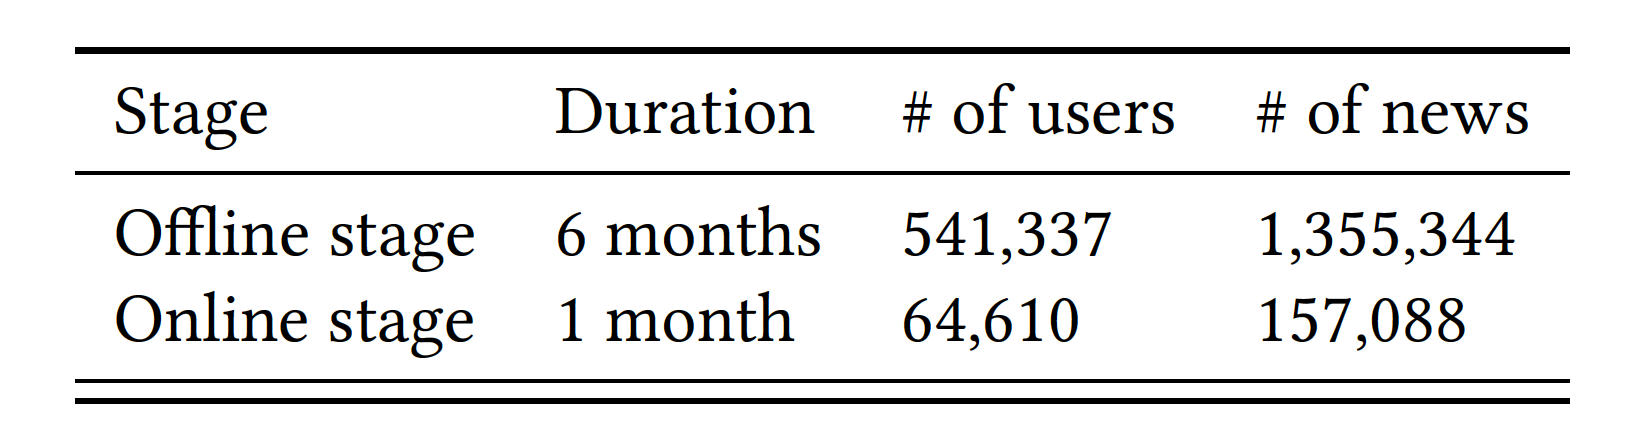 Stage Duration # of users # of news
Offline stage 6 months 541,337 1,355,344
Online stage 1 month 64,610 157,088